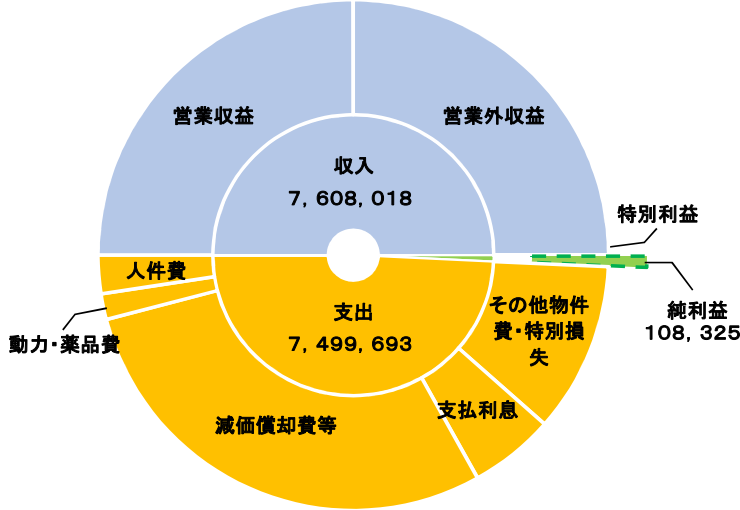 営業収益
営業外収益
収入
7,608,018
特別利益
人件費
純利益
108,325
その他物件
費・特別損
失
支出
7,499,693
動力・薬品費
支払利息
減価償却費等